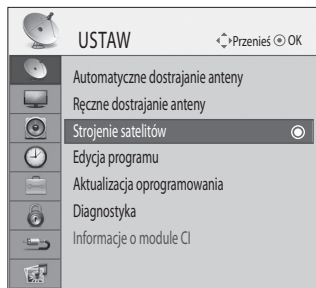 USTAW
Przenieś OK
Automatyczne dostrajanie anteny
Ręczne dostrajanie anteny
Strojenie satelitów
Edycja programu
Aktualizacja oprogramowania
Diagnostyka
Informacje o module CI